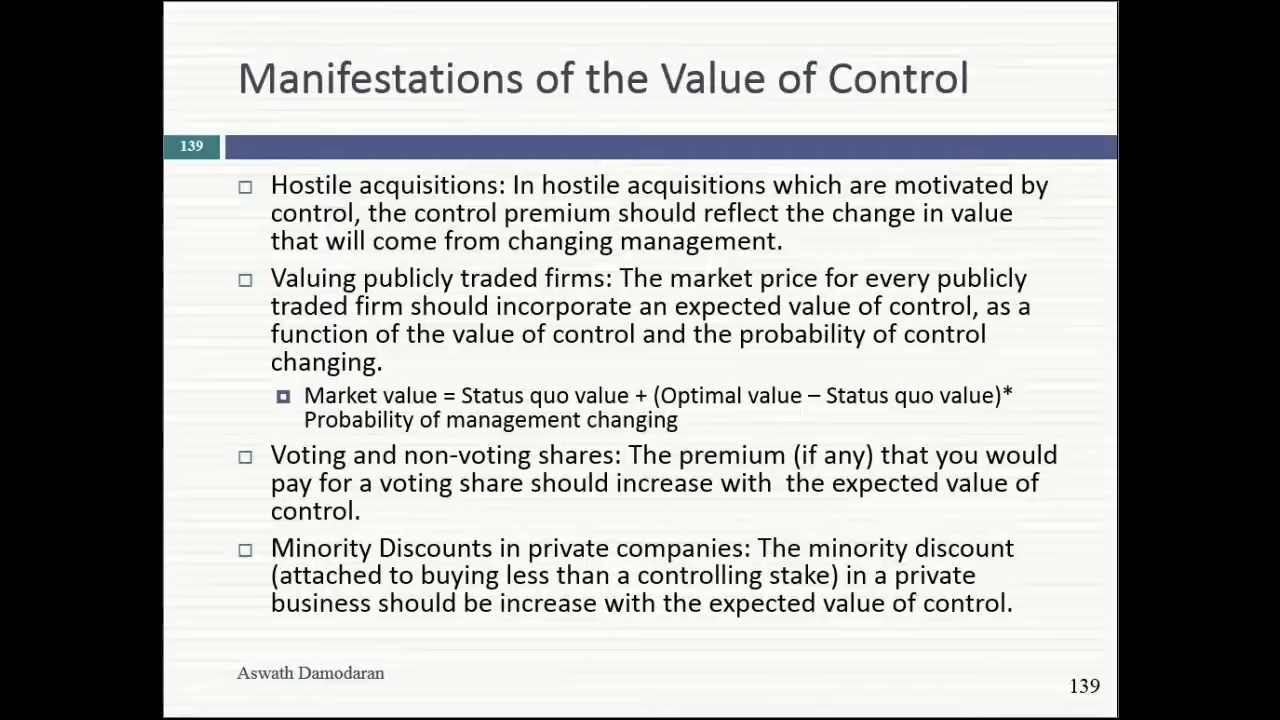 Manifestations of the Value of Control
139
Hostile acquisitions: In hostile acquisitions which are motivated by
control, the control premium should reflect the change in value
that will come from changing management.
Valuing publicly traded firms: The market price for every publicly
traded firm should incorporate an expected value of control, as a
function of the value of control and the probability of control
changing.
Market value = Status quo value + (Optimal value – Status quo value)*
Probability of management changing
Voting and non-voting shares: The premium (if any) that you would
pay for a voting share should increase with  the expected value of
control.
Minority Discounts in private companies: The minority discount
(attached to buying less than a controlling stake) in a private
business should be increase with the expected value of control.
Aswath Damodaran
139